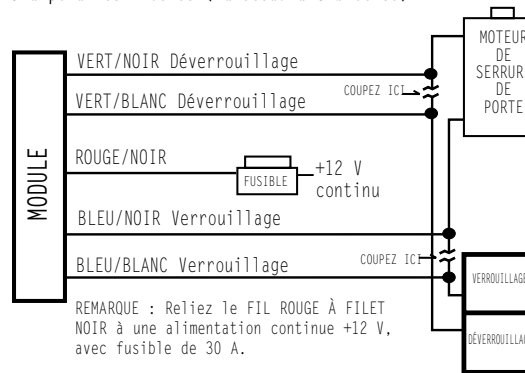 VERT/NOIR Déverrouillage
COUPEZ ICI
VERT/BLANC Déverrouillage
MODULE
ROUGE/NOIR
FUSIBLE
+12 V
continu
BLEU/NOIR Verrouillage
COUPEZ ICI
BLEU/BLANC Verrouillage
REMARQUE : Reliez le FIL ROUGE À FILET
NOIR à une alimentation continue +12 V,
avec fusible de 30 A.
MOTEUR
DE
SERRUR
DE
PORTE
VERROUILLAGE
DÉVERROUILLAG